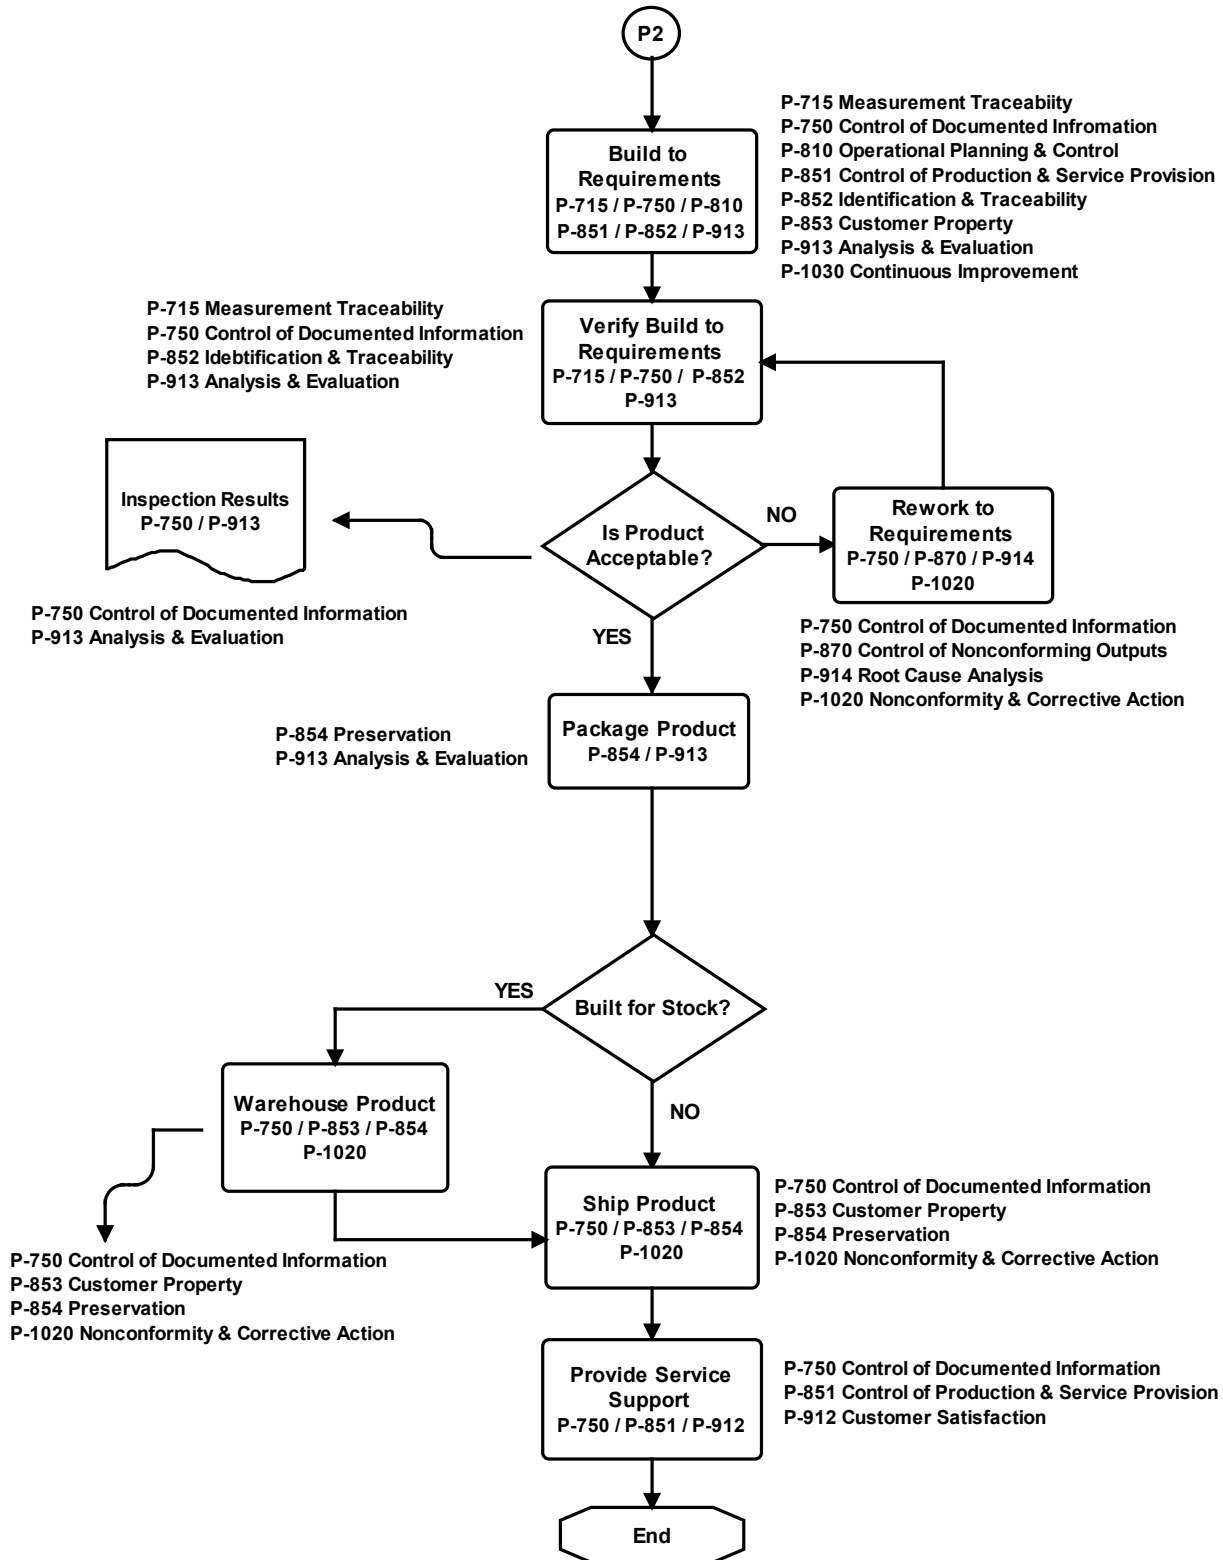 P2
P-715 Measurement Traceabiity
P-750 Control of Documented Infromation
P-810 Operational Planning & Control
P-851 Control of Production & Service Provision
P-852 Identification & Traceability
P-853 Customer Property
P-913 Analysis & Evaluation
P-1030 Continuous Improvement
Build to
Requirements
P-715 / P-750 / P-810
P-851 / P-852 / P-913
P-715 Measurement Traceability
P-750 Control of Documented Information
P-852 Idebtification & Traceability
P-913 Analysis & Evaluation
Verify Build to
Requirements
P-715 / P-750 / P-852
P-913
Inspection Results
P-750 / P-913
P-750 Control of Documented Information
P-913 Analysis & Evaluation
Is Product
Acceptable?
NO
YES
Rework to
Requirements
P-750 / P-870 / P-914
P-1020
P-750 Control of Documented Information
P-870 Control of Nonconforming Outputs
P-914 Root Cause Analysis
P-1020 Nonconformity & Corrective Action
P-854 Preservation
P-913 Analysis & Evaluation
Package Product
P-854 / P-913
Built for Stock?
YES
NO
Warehouse Product
P-750 / P-853 / P-854
P-1020
P-750 Control of Documented Information
P-853 Customer Property
P-854 Preservation
P-1020 Nonconformity & Corrective Action
Ship Product
P-750 / P-853 / P-854
P-1020
P-750 Control of Documented Information
P-853 Customer Property
P-854 Preservation
P-1020 Nonconformity & Corrective Action
Provide Service
Support
P-750 / P-851 / P-912
P-750 Control of Documented Information
P-851 Control of Production & Service Provision
P-912 Customer Satisfaction
End